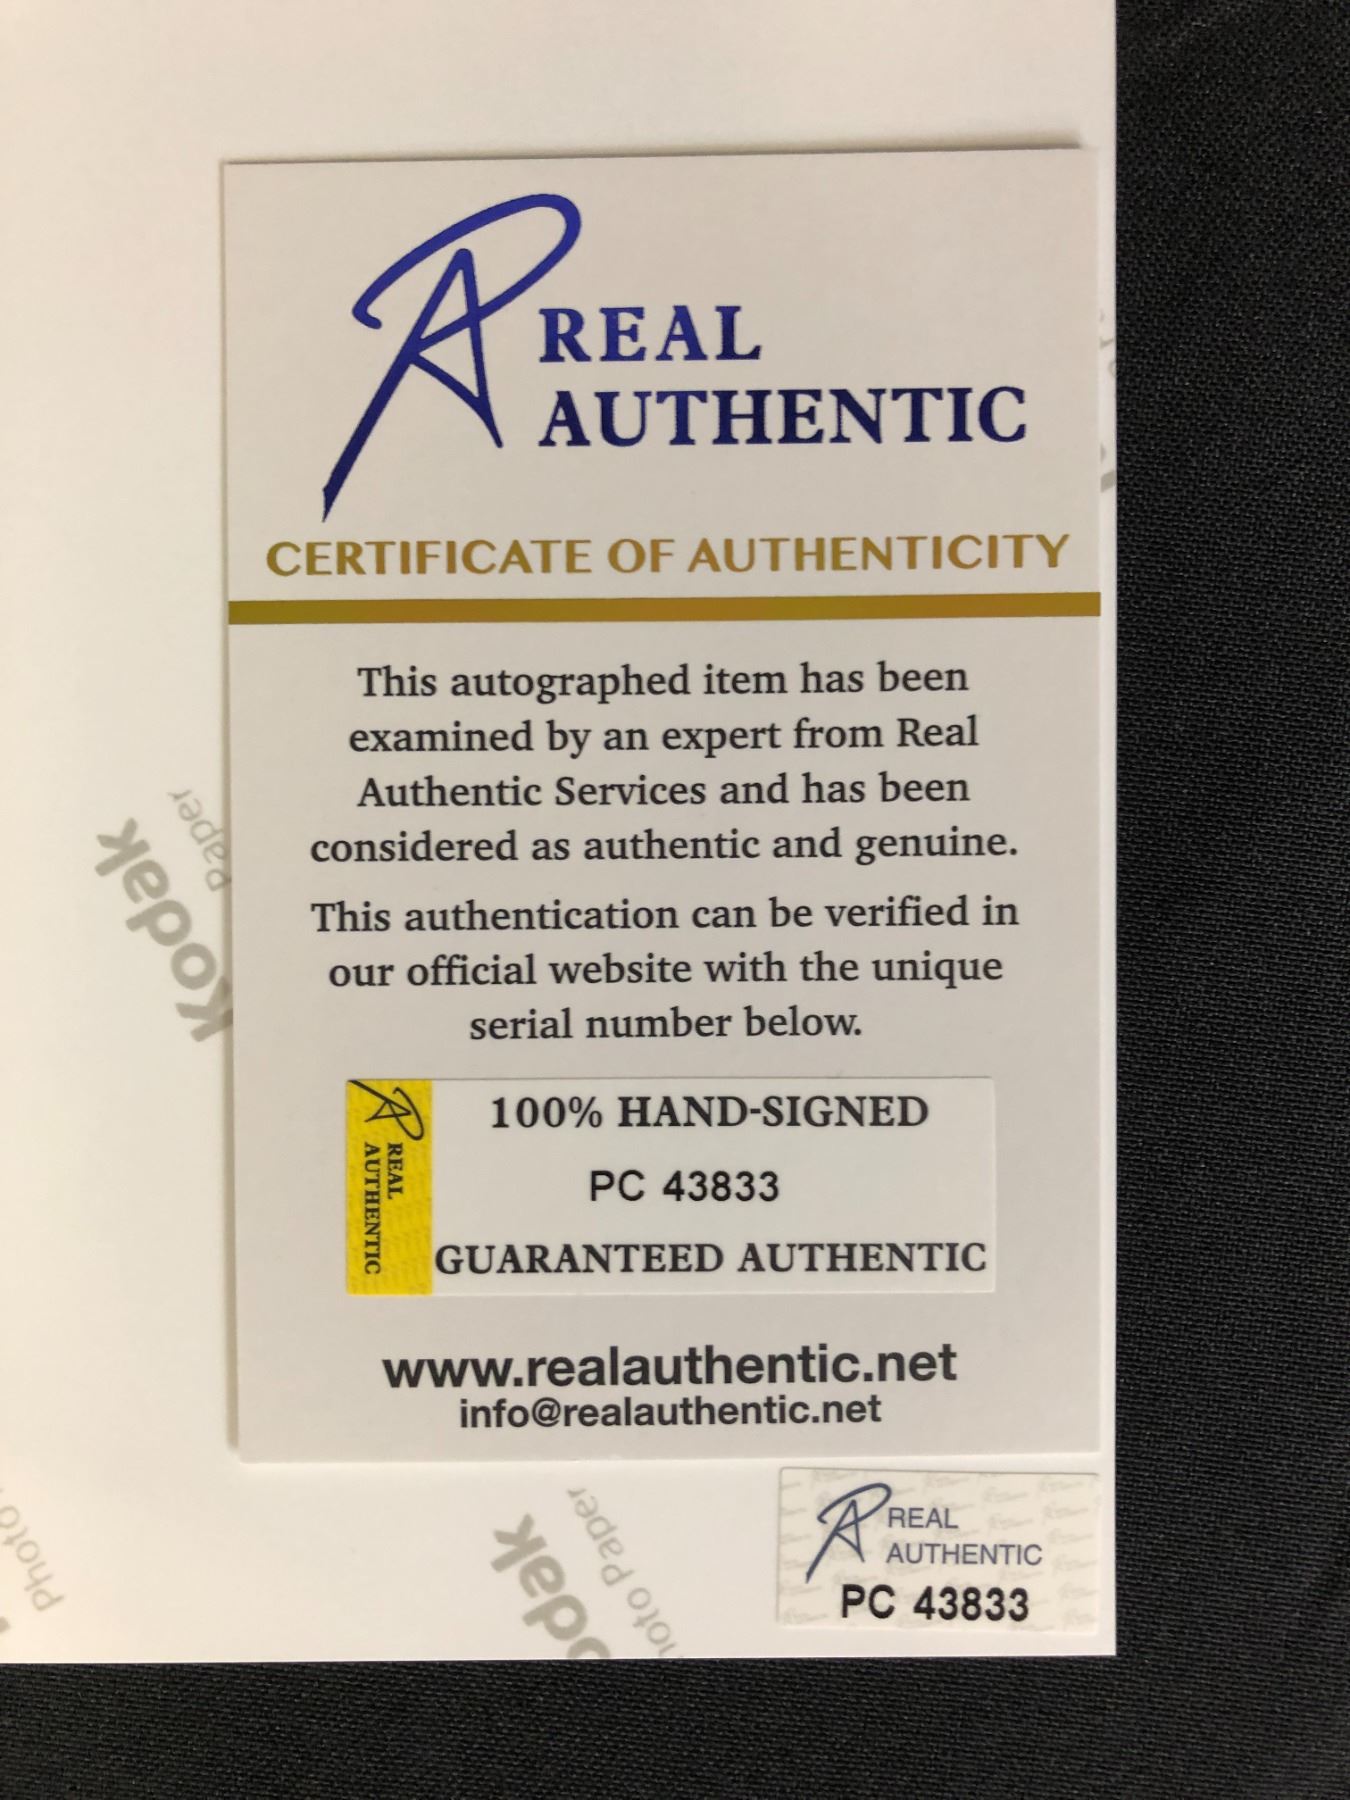 REAL
AUTHENTIC
CERTIFICATE OF AUTHENTICITY
This autographed item has been
examined by an expert from Real
Authentic Services and has been
considered as authentic and genuine.
This authentication can be verified in
our official website with the unique
serial number below.
REAL
AUTHENTIC
100% HAND-SIGNED
PC 43833
GUARANTEED AUTHENTIC
www.realauthentic.net
info@realauthentic.net
REAL
AUTHENTIC
PC 43833
Kodak
Paper
odak
oto Paper
Photo